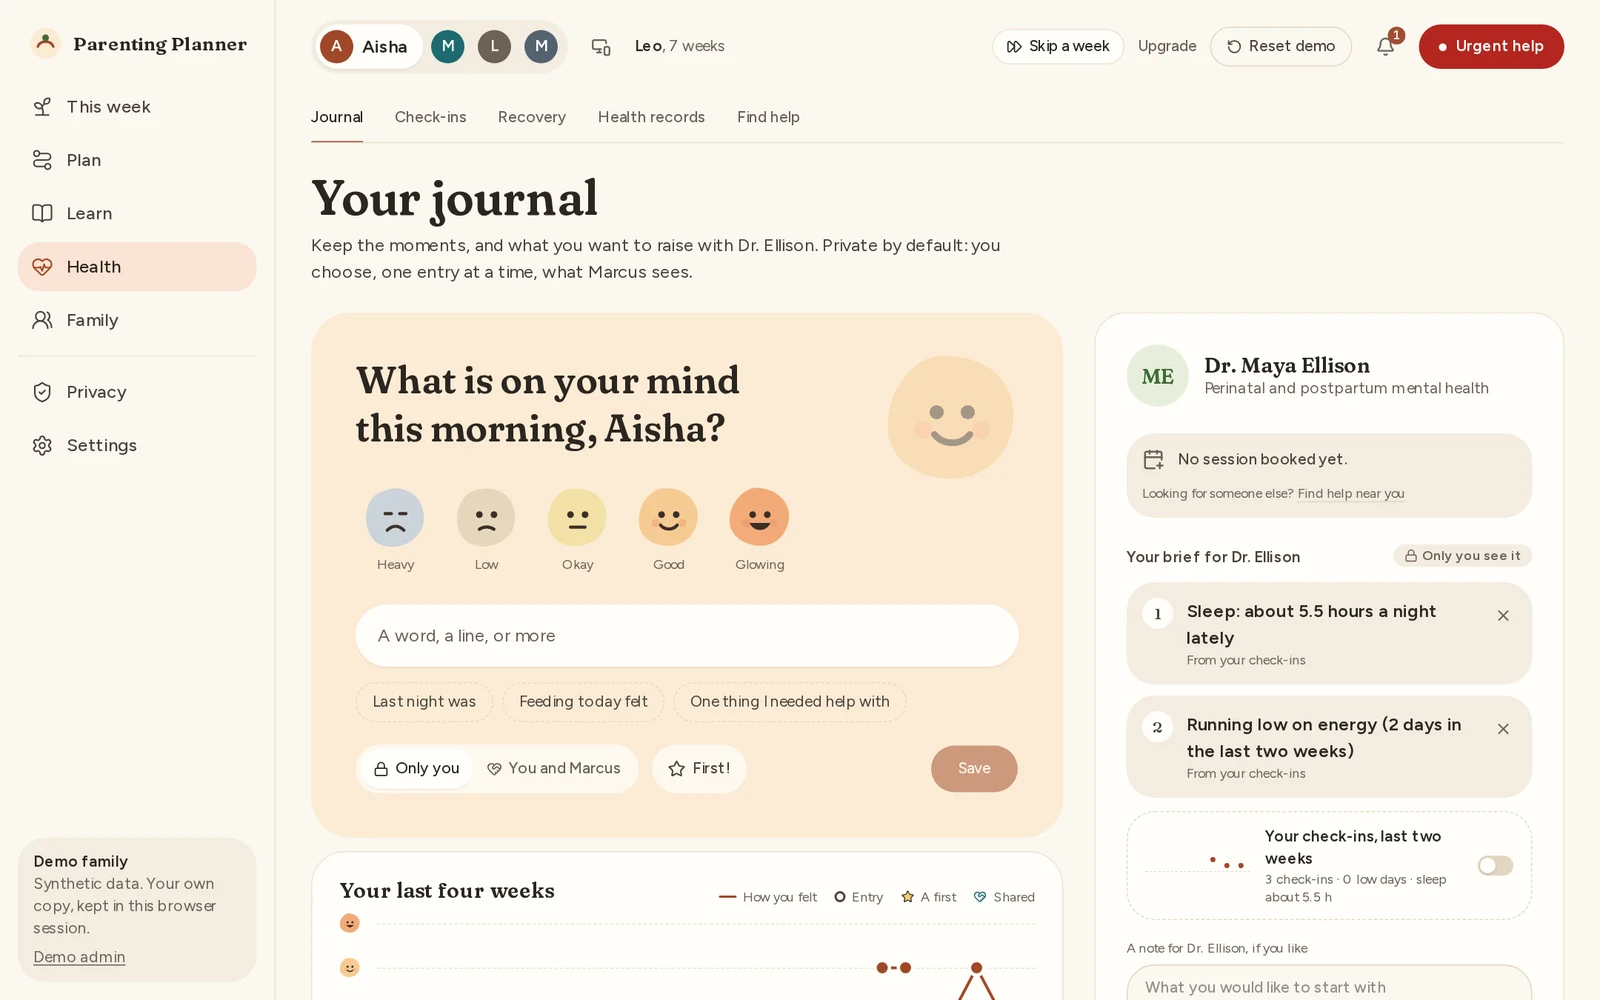 Parenting Planner
This week
Plan
Learn
Health
Family
Privacy
Settings
Demo family
Synthetic data. Your own
copy, kept in this browser
session.
Demo admin
A Aisha M L M
Leo, 7 weeks
Skip a week
Upgrade
Reset demo
1
Urgent help
Journal Check-ins Recovery Health records Find help
Your journal
Keep the moments, and what you want to raise with Dr. Ellison. Private by default: you
choose, one entry at a time, what Marcus sees.
What is on your mind
this morning, Aisha?
Heavy Low Okay Good Glowing
A word, a line, or more
Last night was Feeding today felt One thing I needed help with
Only you You and Marcus First! Save
Your last four weeks
How you felt Entry A first Shared
ME
Dr. Maya Ellison
Perinatal and postpartum mental health
No session booked yet.
Looking for someone else? Find help near you
Your brief for Dr. Ellison Only you see it
1
Sleep: about 5.5 hours a night
lately
From your check-ins
2
Running low on energy (2 days in
the last two weeks)
From your check-ins
Your check-ins, last two
weeks
3 check-ins · 0 low days · sleep
about 5.5 h
A note for Dr. Ellison, if you like
What you would like to start with